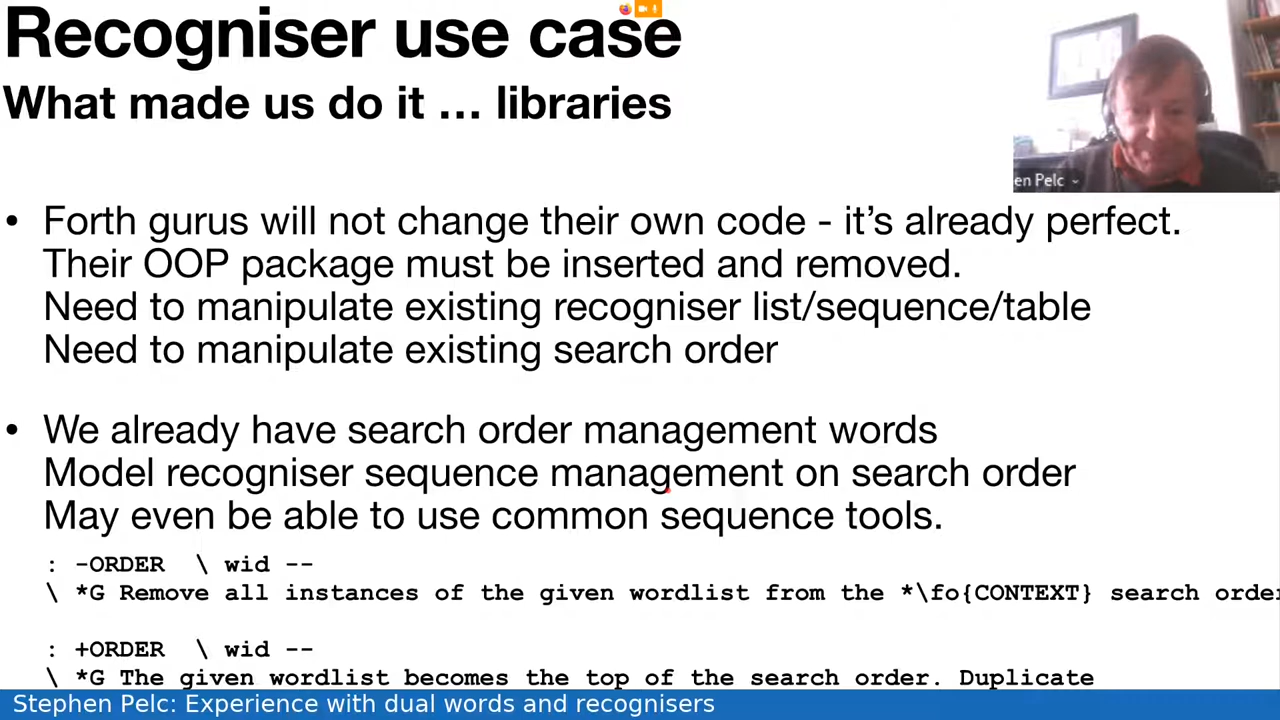 Recogniser use case
What made us do it … libraries
en Pelc
• Forth gurus will not change their own code - it's already perfect.
Their OOP package must be inserted and removed.
Need to manipulate existing recogniser list/sequence/table
Need to manipulate existing search order
• We already have search order management words
Model recogniser sequence management on search order
May even be able to use common sequence tools.
: -ORDER \ wid --
\ *G Remove all instances of the given wordlist from the *\fo{CONTEXT} search order
: +ORDER \ wid --
\ *G The given wordlist becomes the top of the search order. Duplicate
Stephen Pelc: Experience with dual words and recognisers